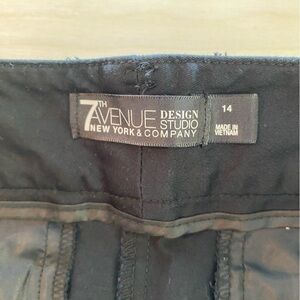 7TH
AVENUE
DESIGN
STUDIO
NEW YORK & COMPANY
14
MADE IN
VIETNAM